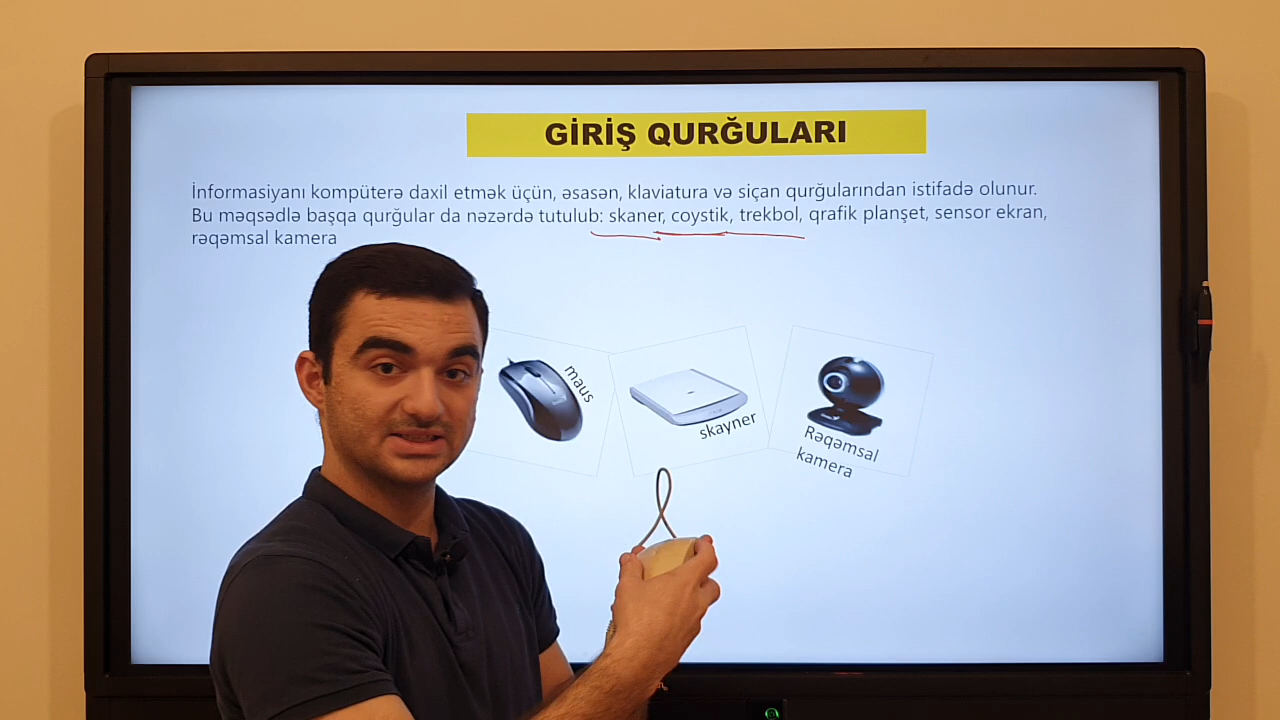 GİRİŞ QURĞULARI
İnformasiyanı kompüterə daxil etmək üçün, əsasən, klaviatura və siçan qurğularından istifadə olunur.
Bu məqsədlə başqa qurğular da nəzərdə tutulub: skaner, coystik, trekbol, qrafik planşet, sensor ekran,
rəqəmsal kamera
maus
skayner
Rəqəmsal
kamera